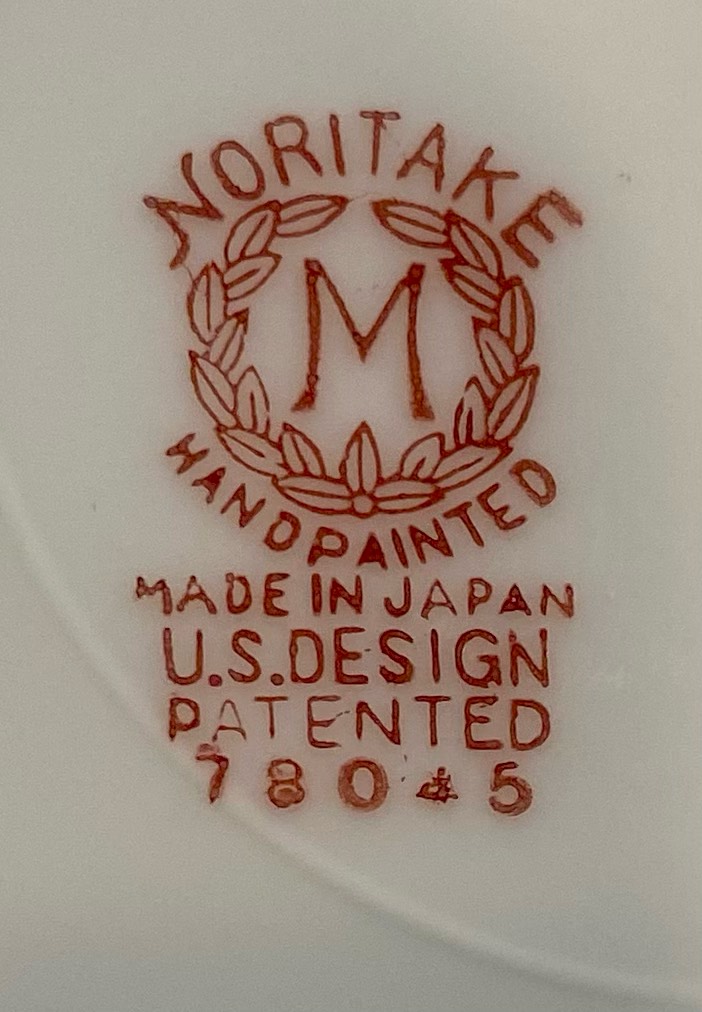 NORITAKE
M
HANDPAINTED
MADE IN JAPAN
U.S.DESIGN
PATENTED
78045